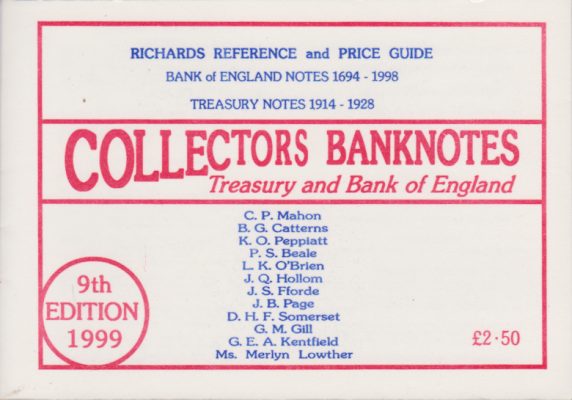 RICHARDS REFERENCE and PRICE GUIDE
BANK of ENGLAND NOTES 1694 - 1998
TREASURY NOTES 1914 - 1928
COLLECTORS BANKNOTES
Treasury and Bank of England
C. P. Mahon
B. G. Catterns
K. O. Peppiatt
P. S. Beale
L. K. O'Brien
J. Q. Hollom
J. S. Fforde
J. B. Page
D. H. F. Somerset
G. M. Gill
G. E. A. Kentfield
Ms. Merlyn Lowther
9th
EDITION
1999
£2·50